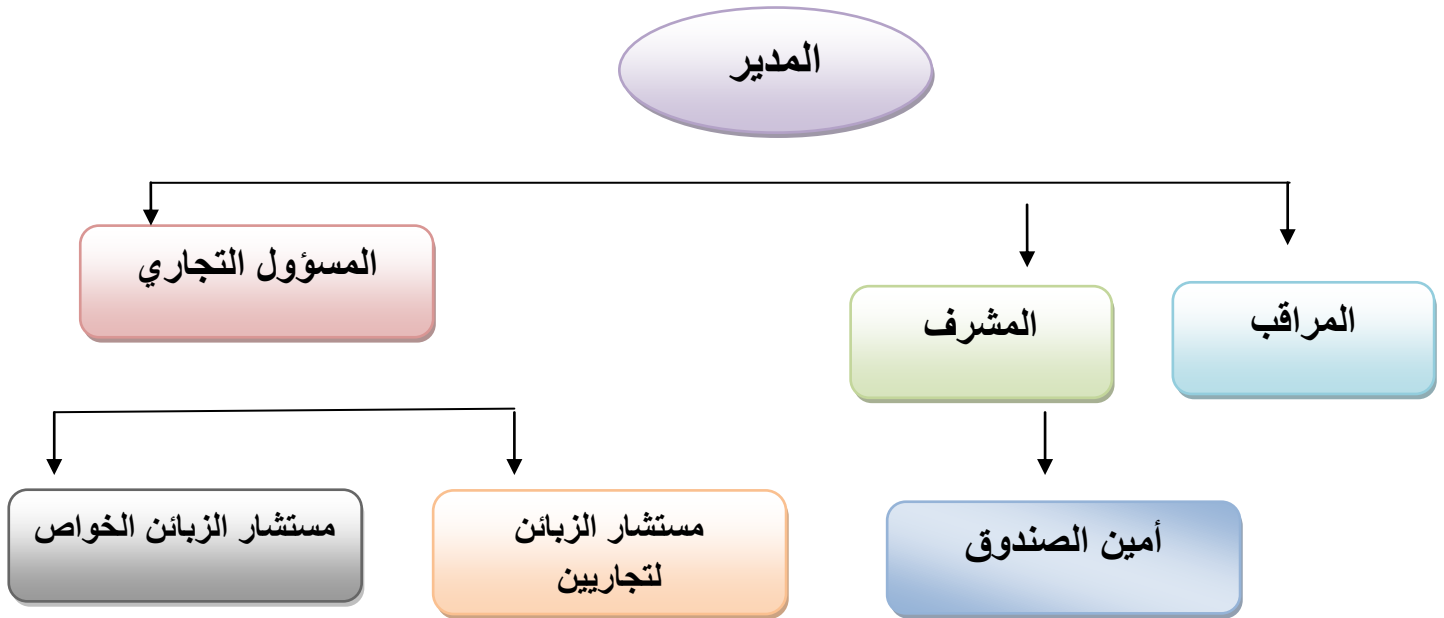 المدير
المراقب
المشرف
المسؤول التجاري
أمين الصندوق
مستشار الزبائن
لتجاريين
مستشار الزبائن الخواص